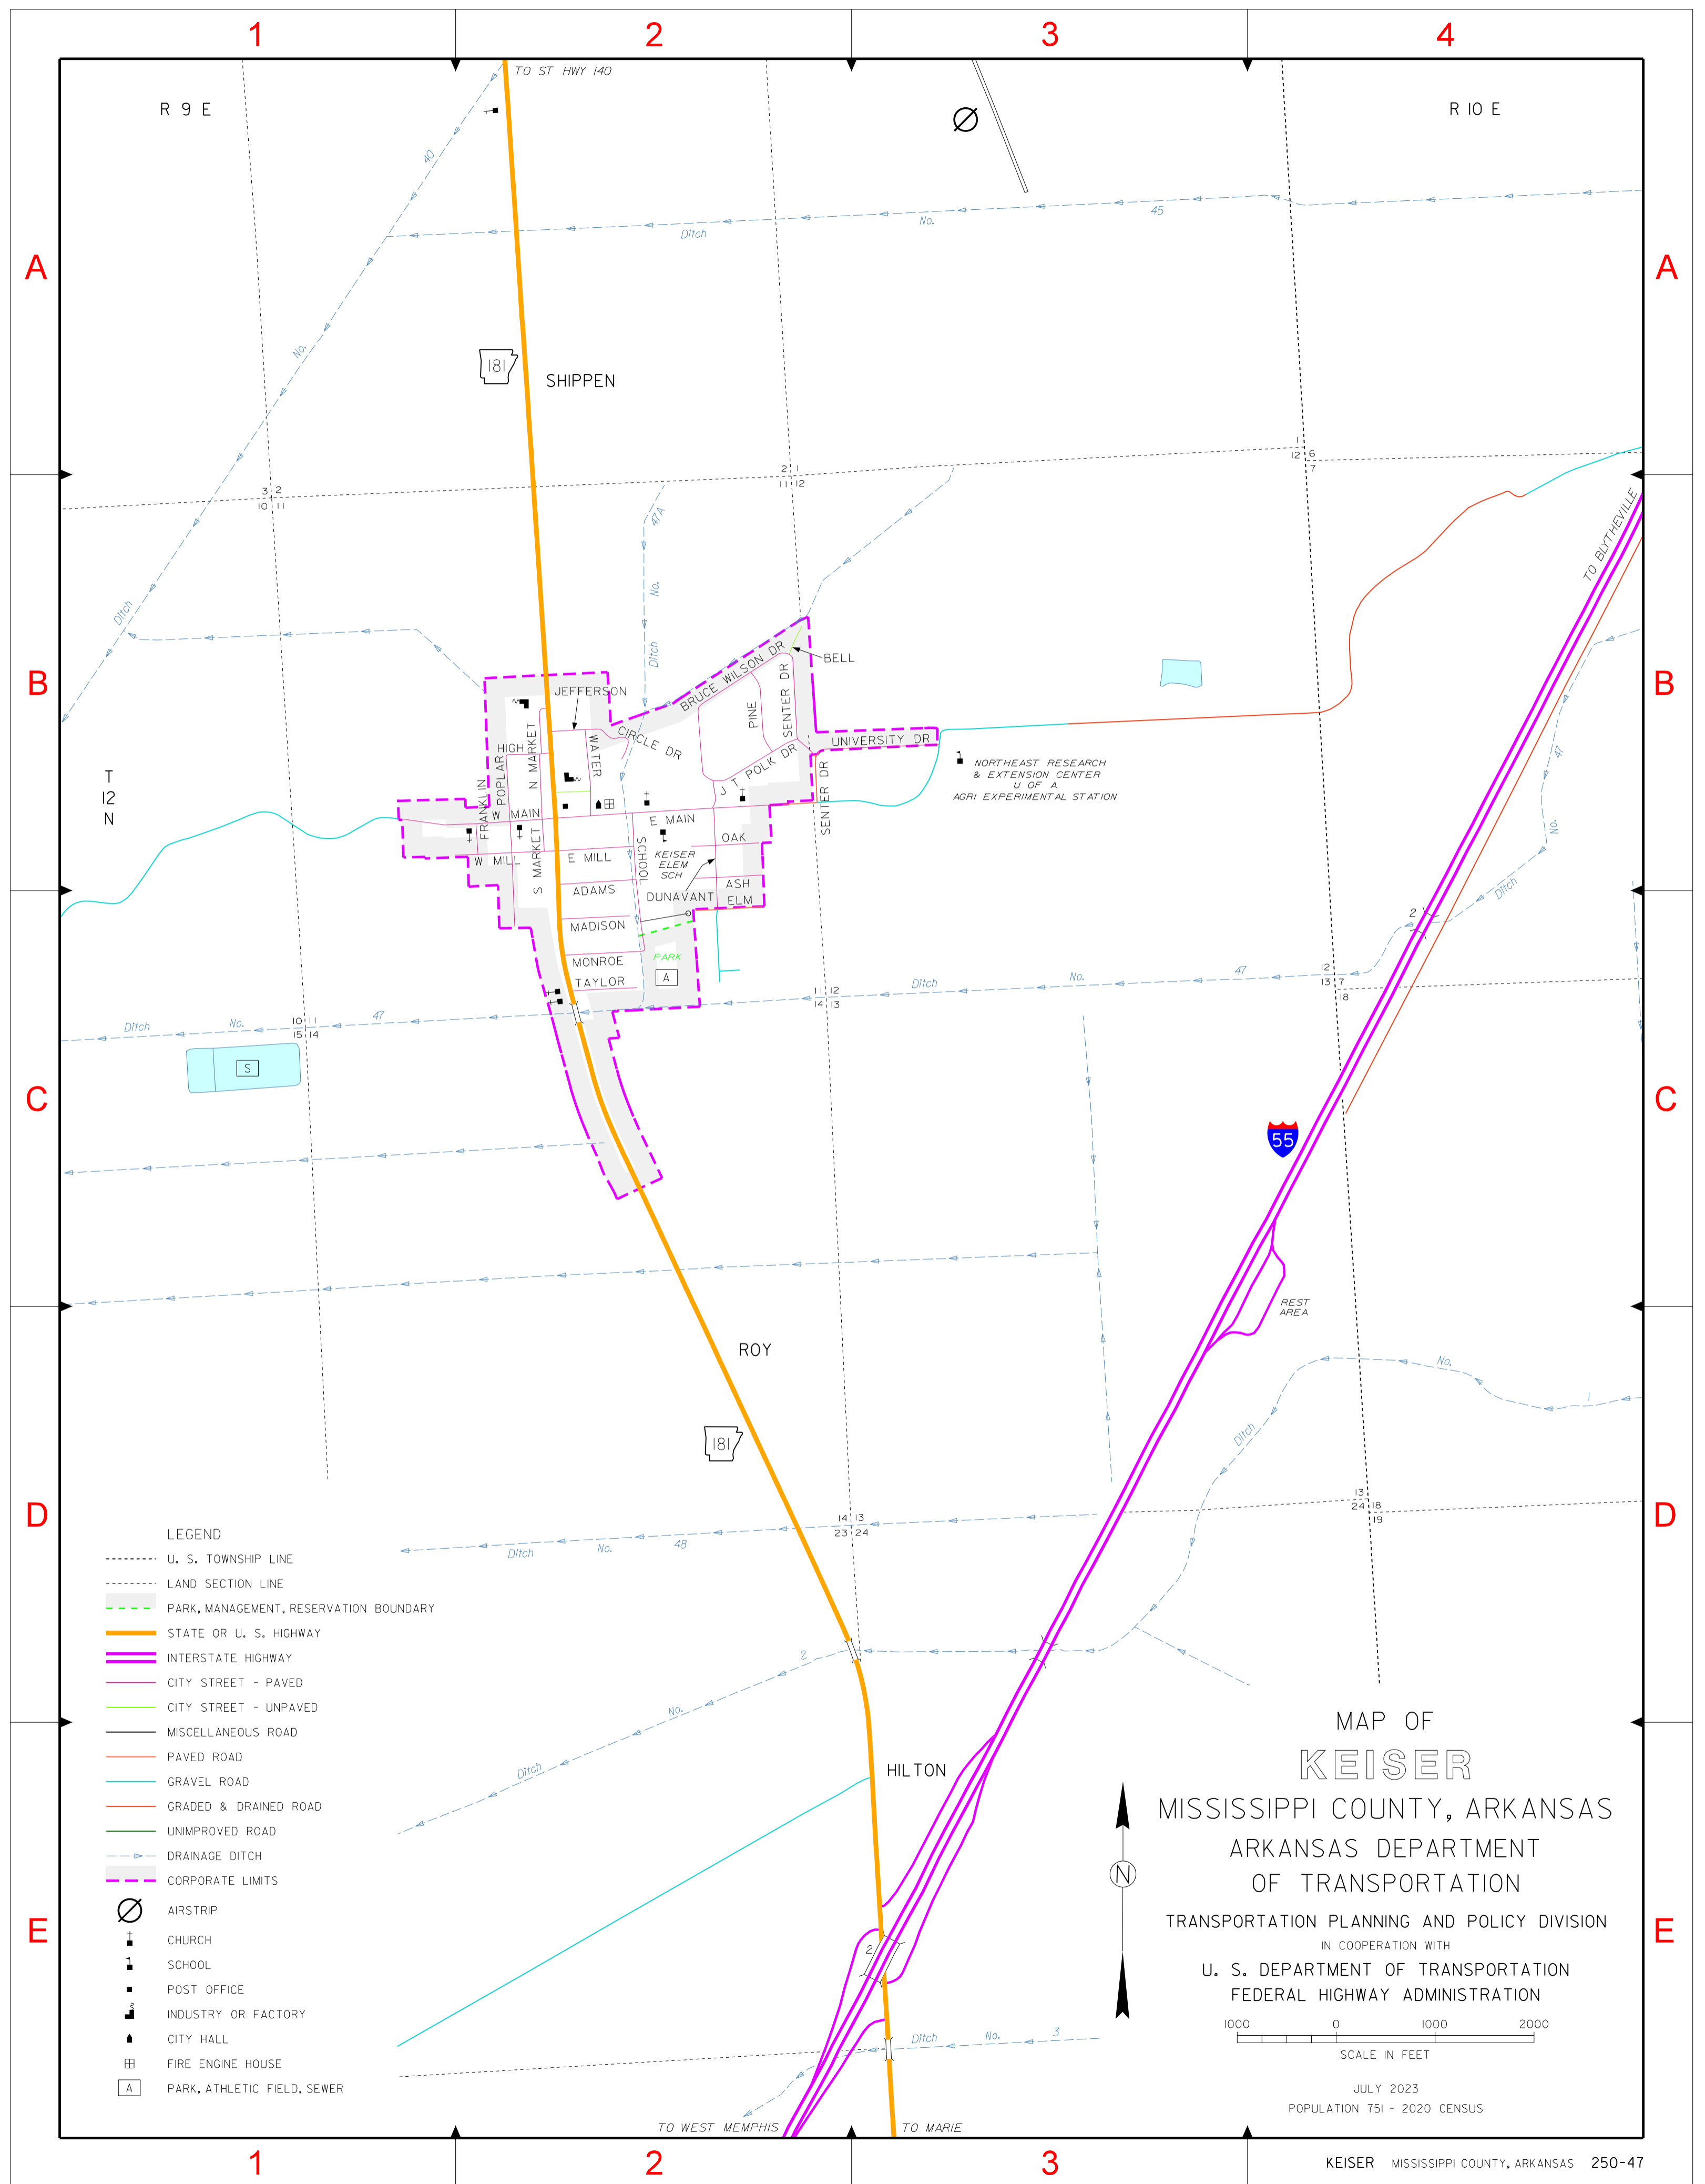 1 2 3 4
TO ST HWY 140
R 9 E
R 10 E
40
No.
Ditch
Ditch No. 45
A
A
181
SHIPPEN
3 2
10 11
2 1
11 12
1
12 6
7
TO BLYTHEVILLE
47A
No.
Ditch
B
B
BELL
BRUCE WILSON DR
JEFFERSON
PINE
SENTER DR
CIRCLE DR
UNIVERSITY DR
HIGH
N MARKET
WATER
J T POLK DR
POPLAR
FRANKLIN
NORTHEAST RESEARCH
& EXTENSION CENTER
U OF A
AGRI EXPERIMENTAL STATION
T
12
N
W MAIN
E MAIN
SENTER DR
OAK
S MARKET
SCHOOL
W MILL
E MILL
KEISER
ELEM
SCH
ADAMS
DUNAVANT
ASH
ELM
MADISON
PARK
A
MONROE
TAYLOR
47
No.
Ditch
2
11 12
14 13
Ditch No. 47
12
13 7
18
Ditch No. 47
10 11
15 14
S
C
C
55
REST
AREA
ROY
181
No. 1
Ditch
D
D
14 13
23 24
13
24 18
19
Ditch No. 48
2
No.
Ditch
LEGEND
U. S. TOWNSHIP LINE
LAND SECTION LINE
PARK, MANAGEMENT, RESERVATION BOUNDARY
STATE OR U. S. HIGHWAY
INTERSTATE HIGHWAY
CITY STREET - PAVED
CITY STREET - UNPAVED
MISCELLANEOUS ROAD
PAVED ROAD
GRAVEL ROAD
GRADED & DRAINED ROAD
UNIMPROVED ROAD
DRAINAGE DITCH
CORPORATE LIMITS
AIRSTRIP
CHURCH
SCHOOL
POST OFFICE
INDUSTRY OR FACTORY
CITY HALL
FIRE ENGINE HOUSE
A PARK, ATHLETIC FIELD, SEWER
HILTON
2
Ditch No. 3
E
E
N
MAP OF
KEISER
MISSISSIPPI COUNTY, ARKANSAS
ARKANSAS DEPARTMENT
OF TRANSPORTATION
TRANSPORTATION PLANNING AND POLICY DIVISION
IN COOPERATION WITH
U. S. DEPARTMENT OF TRANSPORTATION
FEDERAL HIGHWAY ADMINISTRATION
1000 0 1000 2000
SCALE IN FEET
JULY 2023
POPULATION 751 - 2020 CENSUS
TO WEST MEMPHIS
TO MARIE
1 2 3
KEISER MISSISSIPPI COUNTY, ARKANSAS 250-47